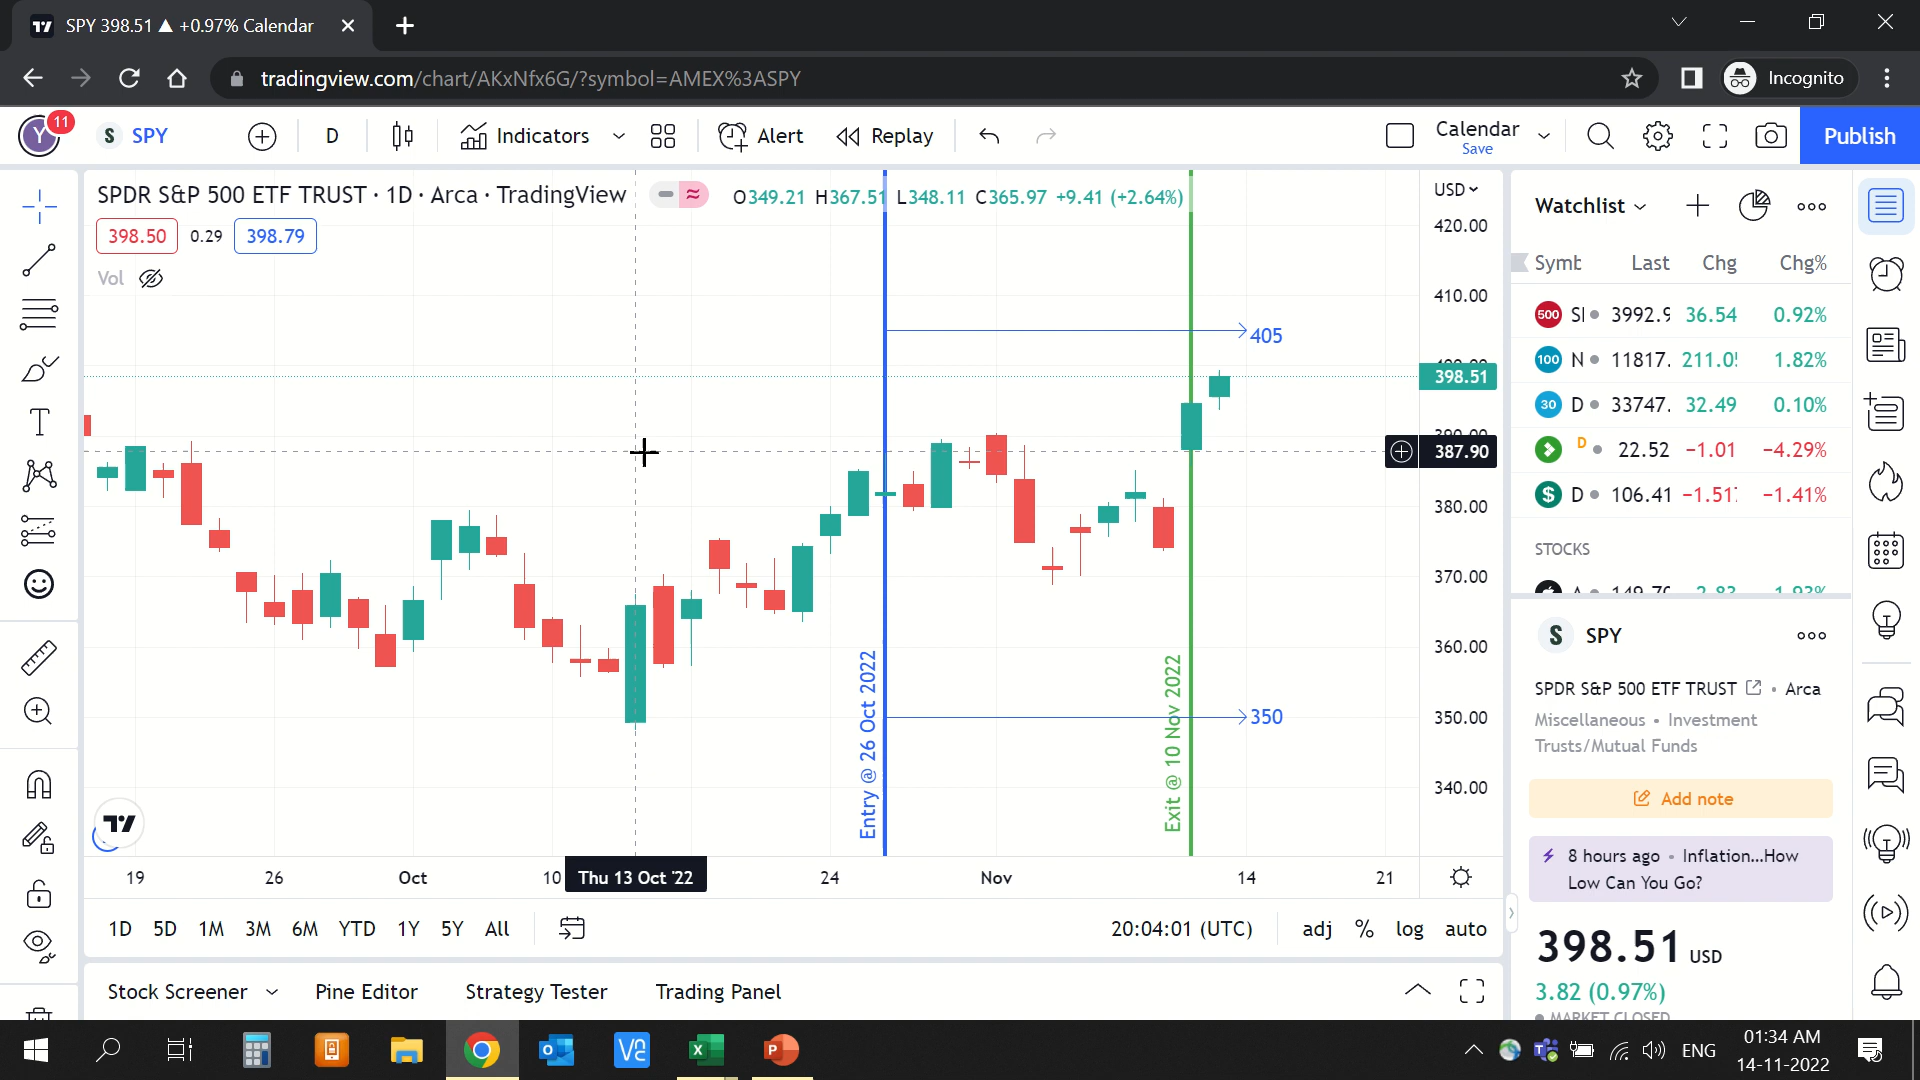 SPY 398.51 ▲ +0.97% Calendar
tradingview.com/chart/AKxNfx6G/?symbol=AMEX%3ASPY
Incognito
Y 11
S SPY
D
Indicators
Alert
Replay
Calendar
Save
Publish
SPDR S&P 500 ETF TRUST · 1D · Arca · TradingView
O349.21 H367.51 L348.11 C365.97 +9.41 (+2.64%)
398.50 0.29 398.79
Vol
USD
420.00
410.00
398.51
387.90
380.00
370.00
360.00
350.00
340.00
405
350
Entry @ 26 Oct 2022
Exit @ 10 Nov 2022
19 26 Oct 10 Thu 13 Oct '22 24 Nov 14 21
1D 5D 1M 3M 6M YTD 1Y 5Y All
20:04:01 (UTC)
adj % log auto
Stock Screener
Pine Editor
Strategy Tester
Trading Panel
Watchlist
Last Chg Chg%
500 3992.9 36.54 0.92%
100 N 11817. 211.0 1.82%
30 D 33747. 32.49 0.10%
D 22.52 −1.01 −4.29%
$ D 106.41 −1.51 −1.41%
STOCKS
S SPY
SPDR S&P 500 ETF TRUST • Arca
Miscellaneous • Investment
Trusts/Mutual Funds
Add note
8 hours ago • Inflation...How
Low Can You Go?
398.51 USD
3.82 (0.97%)
MARKET CLOSED
ENG
01:34 AM
14-11-2022